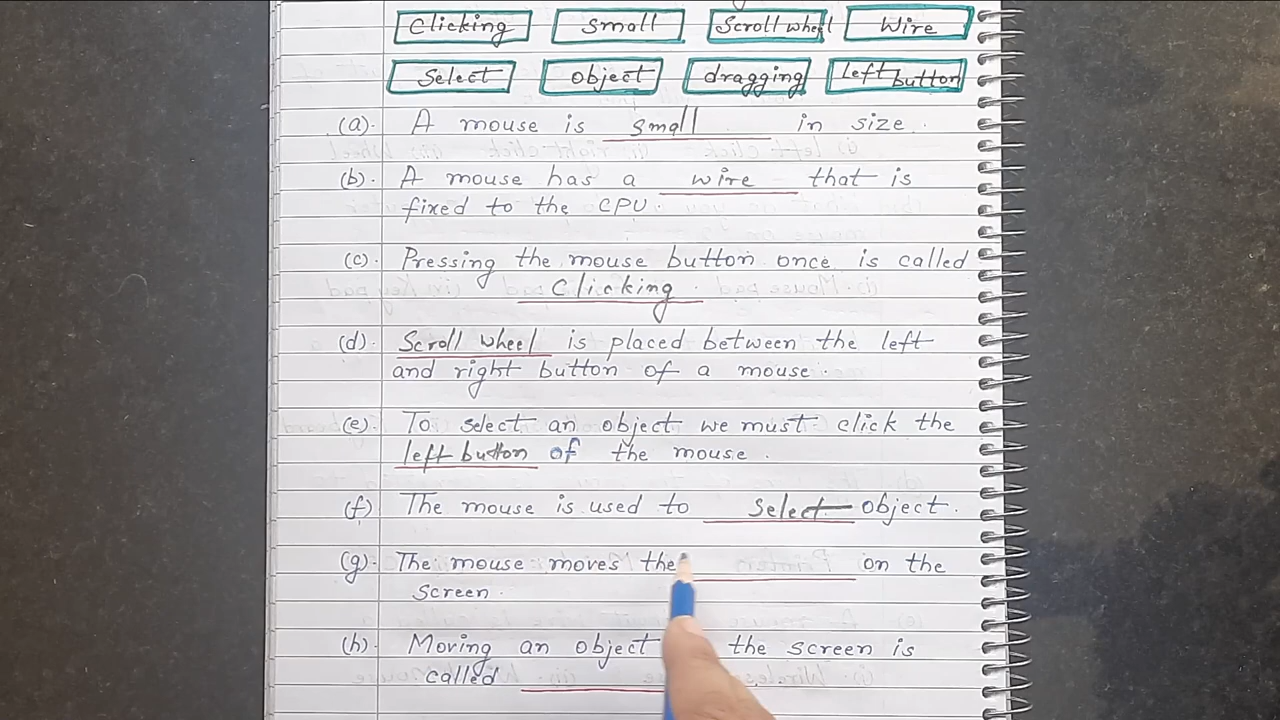 Clicking Small Scroll wheel Wire
Select object dragging Left button
(a). A mouse is small in size.
(b). A mouse has a wire that is
fixed to the CPU.
(c). Pressing the mouse button once is called
Clicking.
(d). Scroll wheel is placed between the left
and right button of a mouse.
(e). To select an object we must click the
left button of the mouse.
(f). The mouse is used to Select object.
(g). The mouse moves the on the
screen.
(h). Moving an object the screen is
called